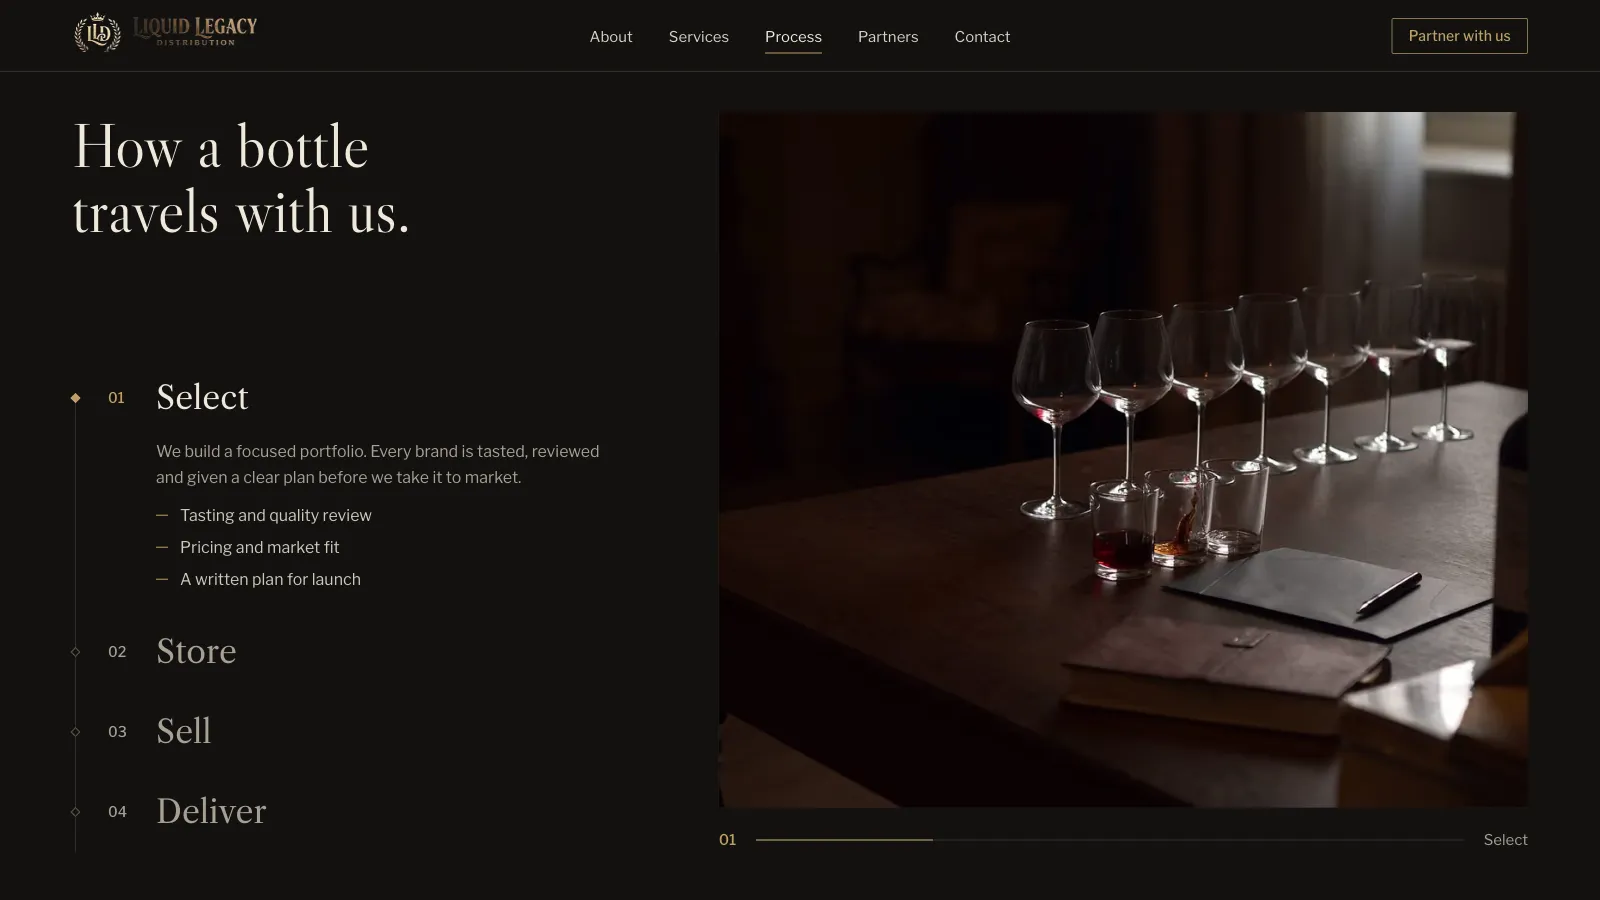 LLD
LIQUID LEGACY
DISTRIBUTION
About
Services
Process
Partners
Contact
Partner with us
How a bottle
travels with us.
01
Select
We build a focused portfolio. Every brand is tasted, reviewed
and given a clear plan before we take it to market.
— Tasting and quality review
— Pricing and market fit
— A written plan for launch
02
Store
03
Sell
04
Deliver
01
Select